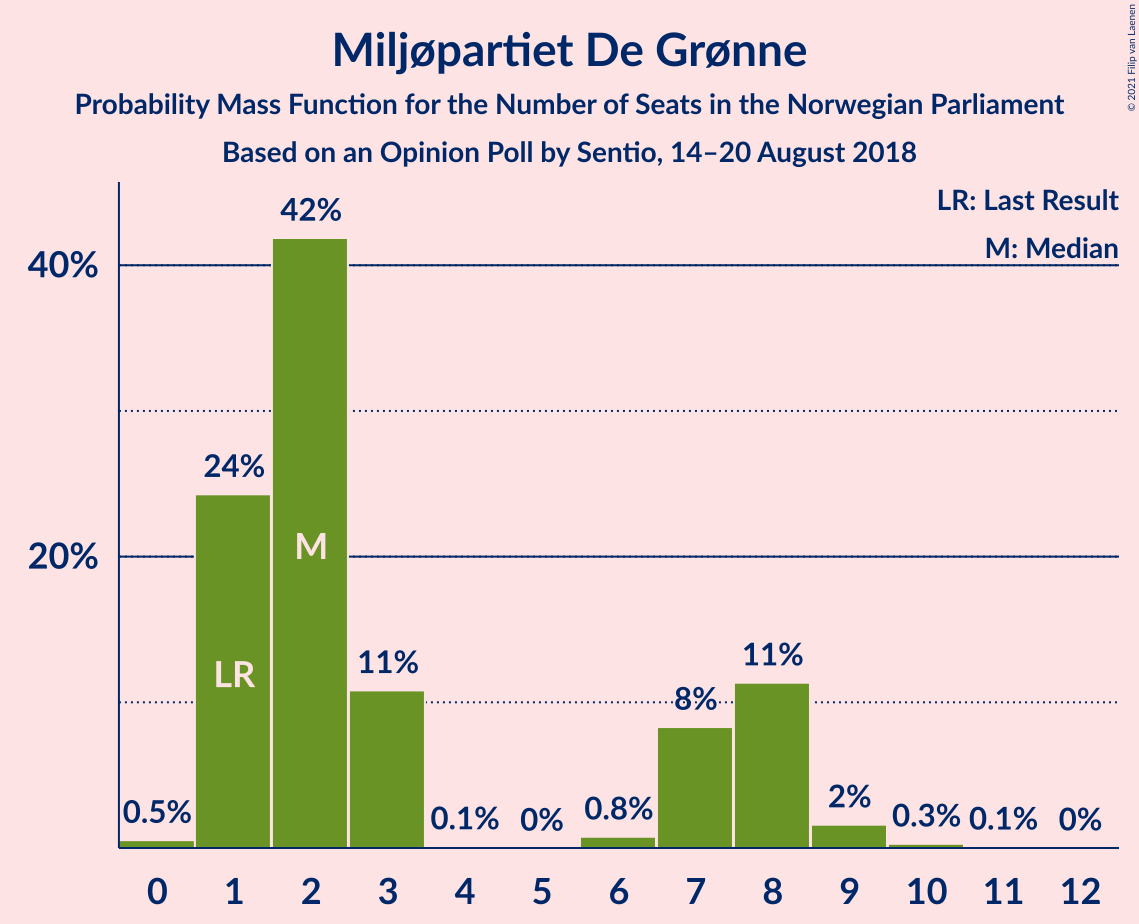 Miljøpartiet De Grønne
Probability Mass Function for the Number of Seats in the Norwegian Parliament
Based on an Opinion Poll by Sentio, 14–20 August 2018
© 2021 Filip van Laenen
LR: Last Result
M: Median
40%
20%
0.5%
24%
42%
11%
0.1%
0%
0.8%
8%
11%
2%
0.3%
0.1%
0%
LR
M
0 1 2 3 4 5 6 7 8 9 10 11 12